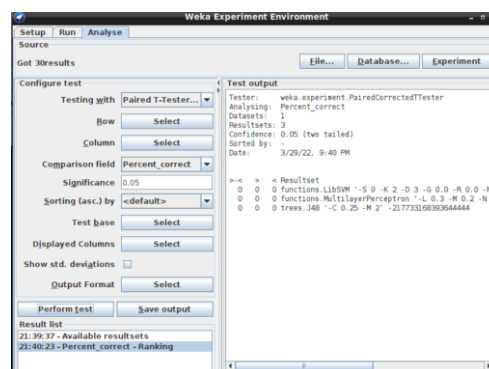 Weka Experiment Environment
Setup Run Analyse
Source
Got 30results
File... Database... Experiment
Configure test
Testing with Paired T-Tester...
Row Select
Column Select
Comparison field Percent_correct
Significance 0.05
Sorting (asc.) by <default>
Test base Select
Displayed Columns Select
Show std. deviations
Output Format Select
Perform test Save output
Result list
21:39:37 - Available resultsets
21:40:23 - Percent_correct - Ranking
Test output
Tester: weka.experiment.PairedCorrectedTTester
Analysing: Percent_correct
Datasets: 1
Resultsets: 3
Confidence: 0.05 (two tailed)
Sorted by: -
Date: 3/29/22, 9:40 PM
>-< > < Resultset
0 0 0 functions.LibSVM '-S 0 -K 2 -D 3 -G 0.0 -R 0.0 -N
0 0 0 functions.MultilayerPerceptron '-L 0.3 -M 0.2 -N
0 0 0 trees.J48 '-C 0.25 -M 2' -217733168393644444